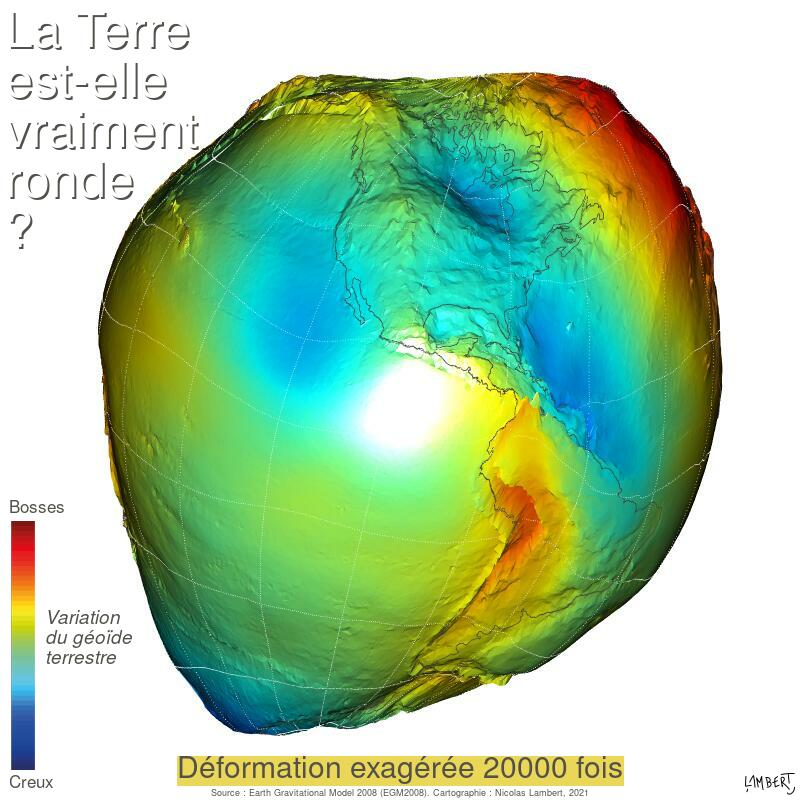 La Terre
est-elle
vraiment
ronde
?
Bosses
Variation
du géoïde
terrestre
Creux
Déformation exagérée 20000 fois
Source : Earth Gravitational Model 2008 (EGM2008). Cartographie : Nicolas Lambert, 2021
LAMBERT